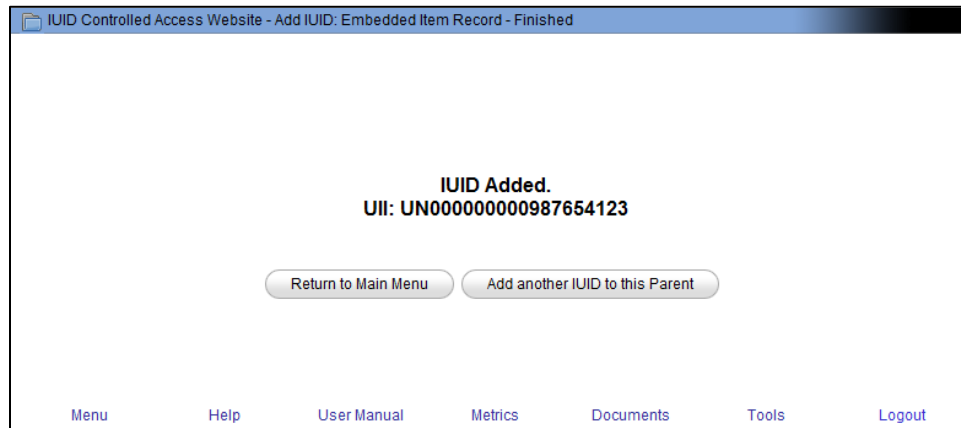 IUID Controlled Access Website - Add IUID: Embedded Item Record - Finished
IUID Added.
UII: UN000000000987654123
Return to Main Menu Add another IUID to this Parent
Menu Help User Manual Metrics Documents Tools Logout